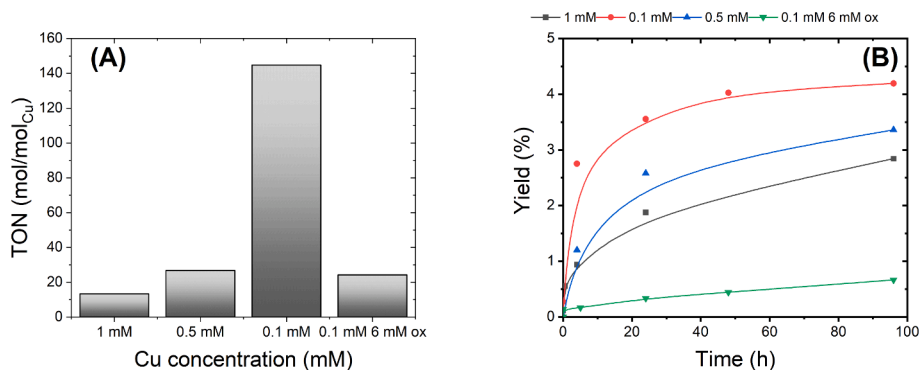 (A)
160
140
120
100
80
60
40
20
0
TON (mol/mol_Cu)
1 mM 0.5 mM 0.1 mM 0.1 mM 6 mM ox
Cu concentration (mM)
1 mM 0.1 mM 0.5 mM 0.1 mM 6 mM ox
(B)
5
4
3
2
1
0
Yield (%)
0 20 40 60 80 100
Time (h)